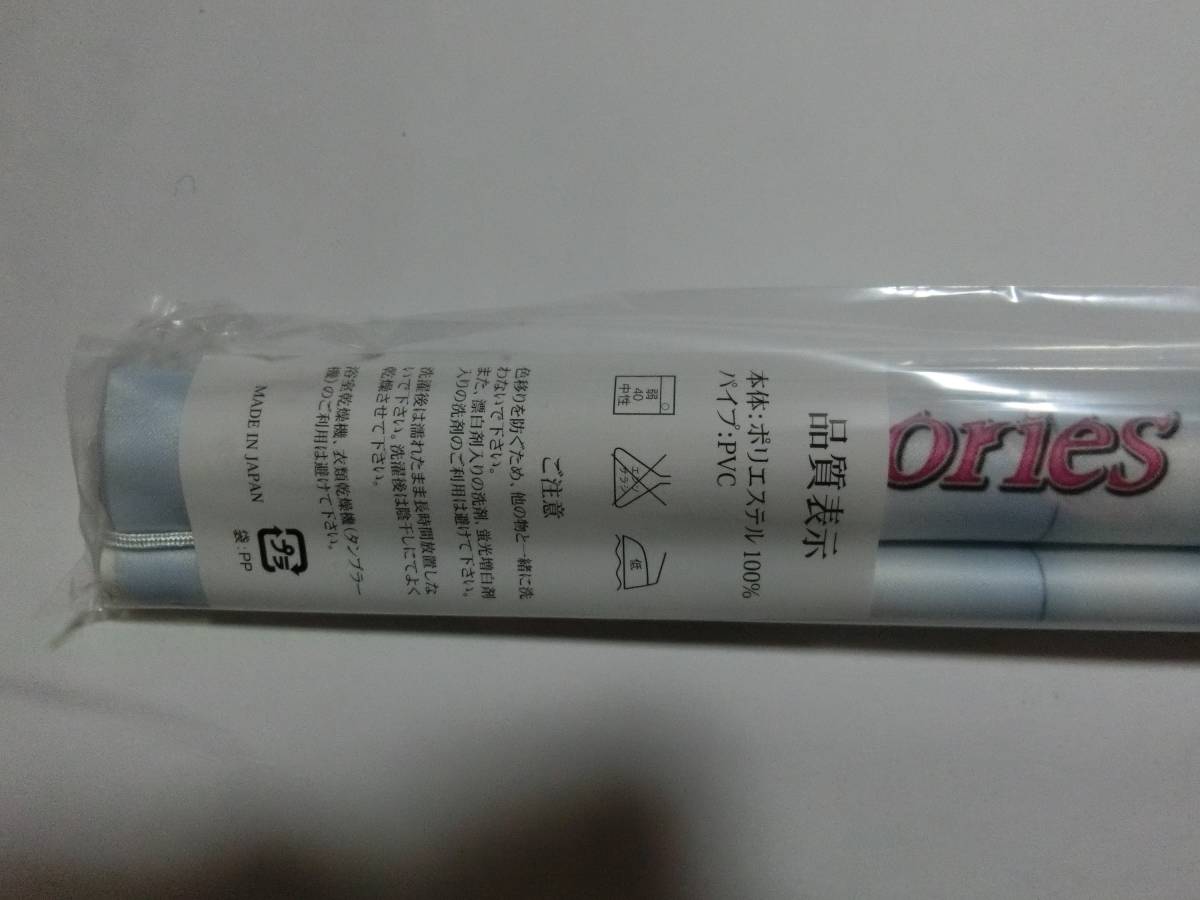 品質表示
本体:ポリエステル 100%
パイプ:PVC
弱
40
中性
エンソ
サラシ
低
ご注意
色移りを防ぐため、他の物と一緒に洗
わないで下さい。
また、漂白剤入りの洗剤、蛍光増白剤
入りの洗剤のご利用は避けて下さい。
洗濯後は濡れたまま長時間放置しな
いで下さい。洗濯後は陰干しにてよく
乾燥させて下さい。
浴室乾燥機、衣類乾燥機(タンブラー
機)のご利用は避けて下さい。
MADE IN JAPAN
プラ
袋:PP
ories